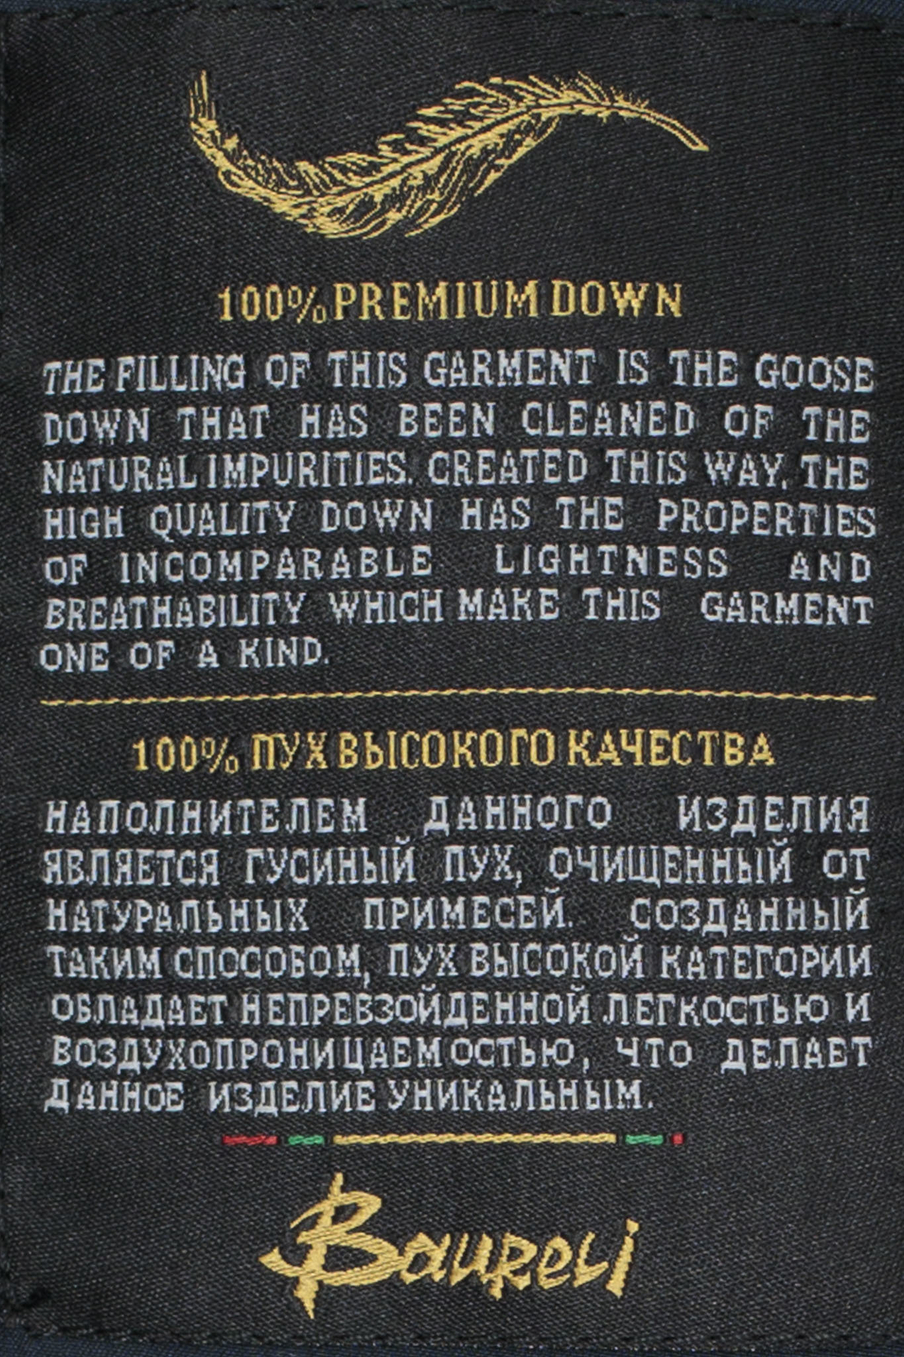 100% PREMIUM DOWN
THE FILLING OF THIS GARMENT IS THE GOOSE
DOWN THAT HAS BEEN CLEANED OF THE
NATURAL IMPURITIES. CREATED THIS WAY, THE
HIGH QUALITY DOWN HAS THE PROPERTIES
OF INCOMPARABLE LIGHTNESS AND
BREATHABILITY WHICH MAKE THIS GARMENT
ONE OF A KIND.
100% ПУХ ВЫСОКОГО КАЧЕСТВА
НАПОЛНИТЕЛЕМ ДАННОГО ИЗДЕЛИЯ
ЯВЛЯЕТСЯ ГУСИНЫЙ ПУХ, ОЧИЩЕННЫЙ ОТ
НАТУРАЛЬНЫХ ПРИМЕСЕЙ. СОЗДАННЫЙ
ТАКИМ СПОСОБОМ, ПУХ ВЫСОКОЙ КАТЕГОРИИ
ОБЛАДАЕТ НЕПРЕВЗОЙДЕННОЙ ЛЕГКОСТЬЮ И
ВОЗДУХОПРОНИЦАЕМОСТЬЮ, ЧТО ДЕЛАЕТ
ДАННОЕ ИЗДЕЛИЕ УНИКАЛЬНЫМ.
Baureli